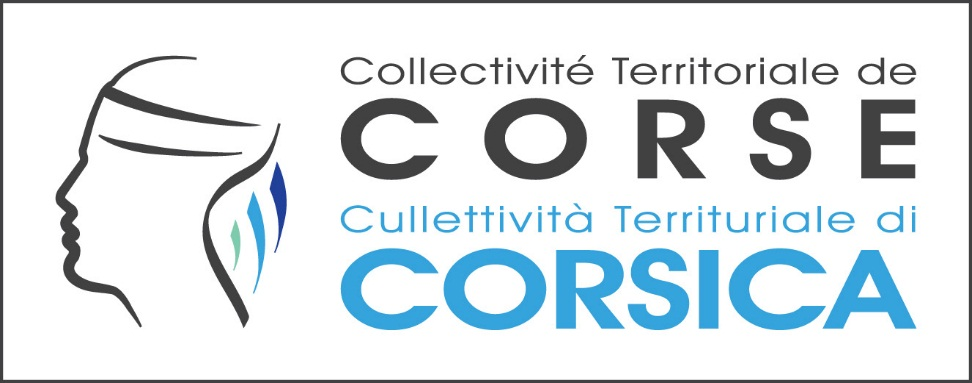 Collectivité Territoriale de
CORSE
Cullettività Territuriale di
CORSICA